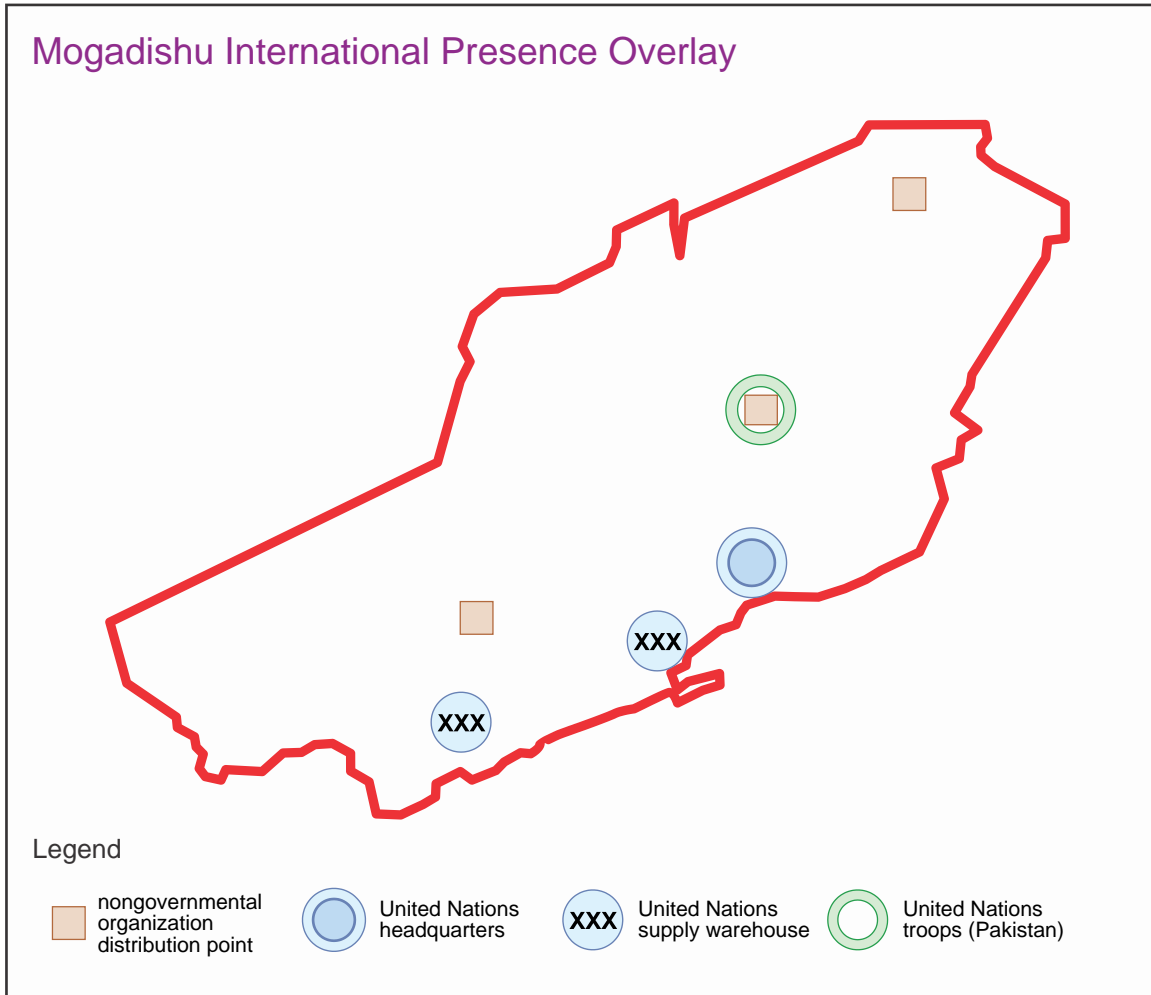 Mogadishu International Presence Overlay
XXX
XXX
Legend
nongovernmental
organization
distribution point
United Nations
headquarters
XXX
United Nations
supply warehouse
United Nations
troops (Pakistan)